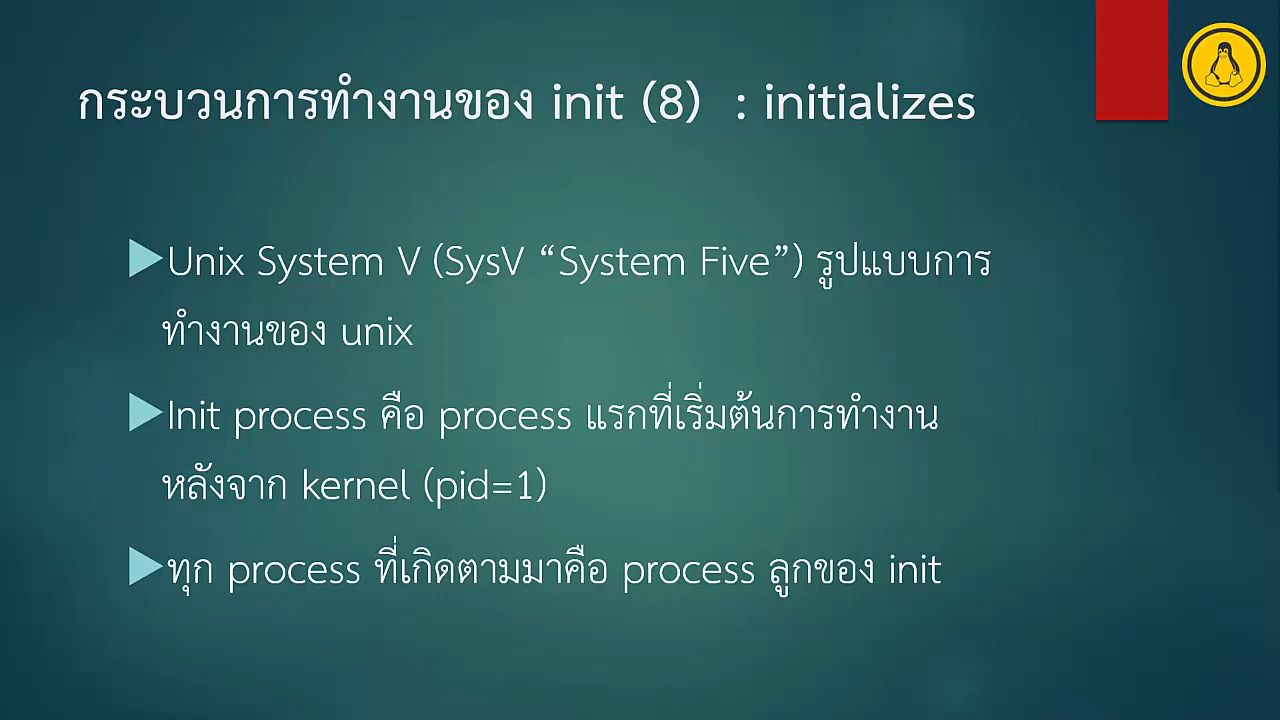 กระบวนการทำงานของ init (8) : initializes
Unix System V (SysV “System Five”) รูปแบบการ
ทำงานของ unix
Init process คือ process แรกที่เริ่มต้นการทำงาน
หลังจาก kernel (pid=1)
ทุก process ที่เกิดตามมาคือ process ลูกของ init